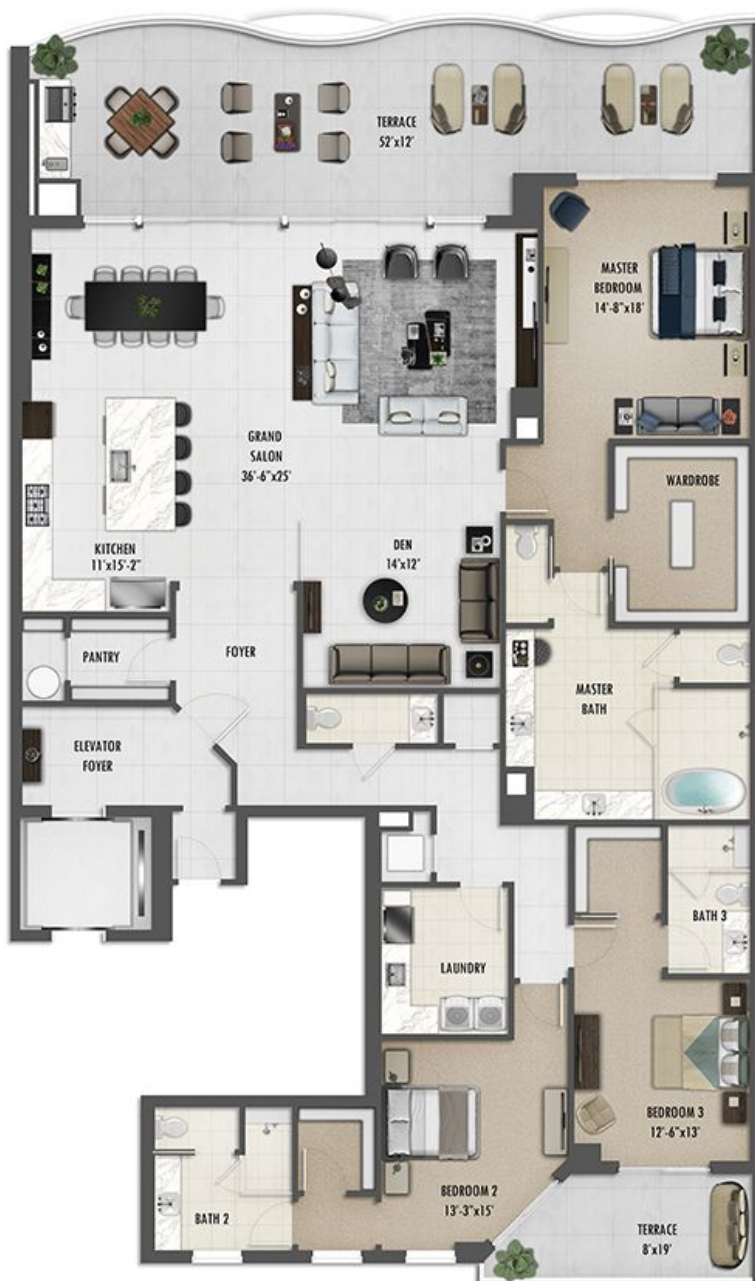 TERRACE
52'x12'
MASTER
BEDROOM
14'-8"x18'
GRAND
SALON
36'-6"x25'
WARDROBE
KITCHEN
11'x15'-2"
DEN
14'x12'
PANTRY
FOYER
MASTER
BATH
ELEVATOR
FOYER
BATH 3
LAUNDRY
BEDROOM 3
12'-6"x13'
BEDROOM 2
13'-3"x15'
BATH 2
TERRACE
8'x19'